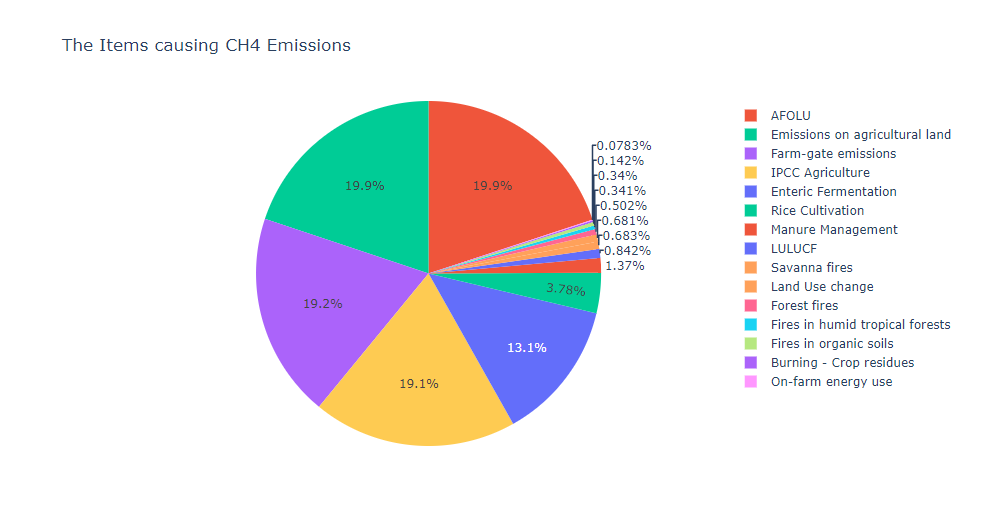 The Items causing CH4 Emissions
19.9%
19.9%
19.2%
19.1%
13.1%
3.78%
0.0783%
0.142%
0.34%
0.341%
0.502%
0.681%
0.683%
0.842%
1.37%
AFOLU
Emissions on agricultural land
Farm-gate emissions
IPCC Agriculture
Enteric Fermentation
Rice Cultivation
Manure Management
LULUCF
Savanna fires
Land Use change
Forest fires
Fires in humid tropical forests
Fires in organic soils
Burning - Crop residues
On-farm energy use